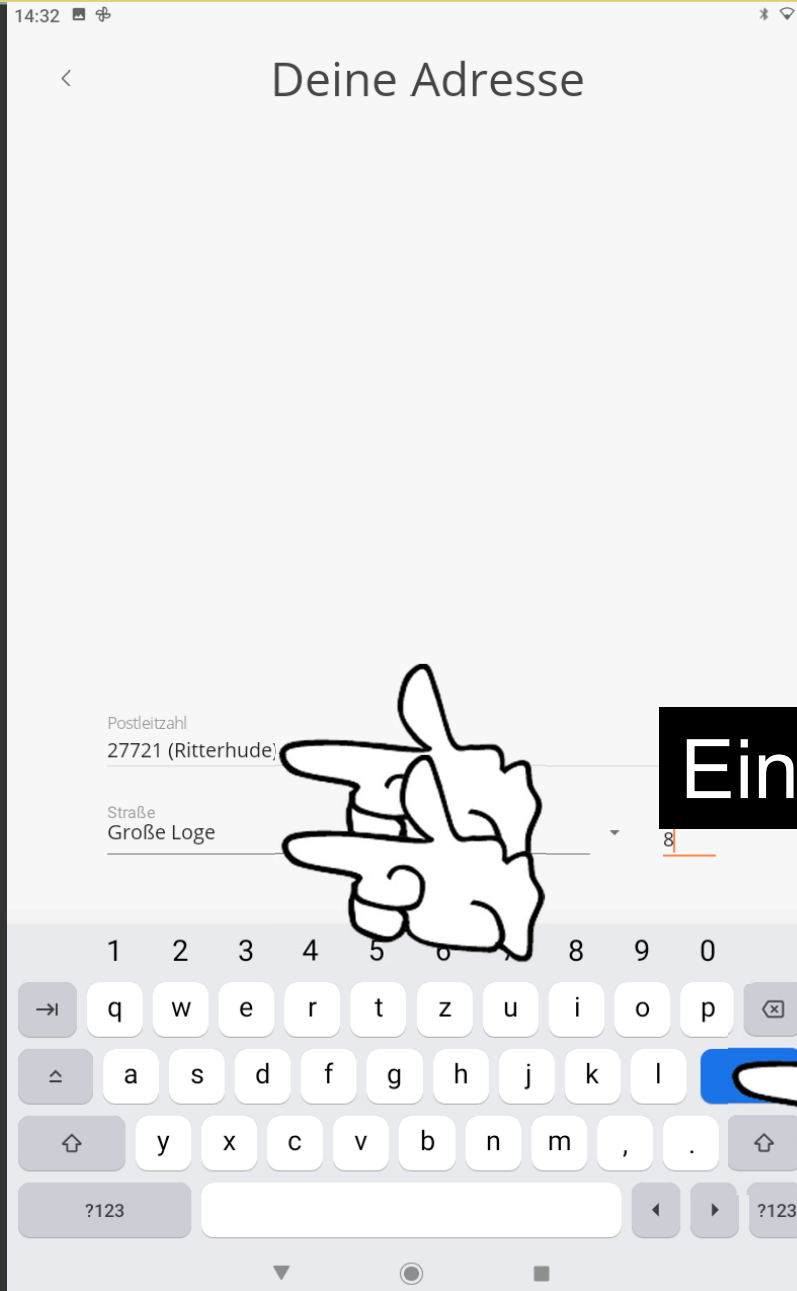 14:32
Deine Adresse
Postleitzahl
27721 (Ritterhude)
Ein
Straße
Große Loge
8
1 2 3 4 5 6 7 8 9 0
q w e r t z u i o p
a s d f g h j k l
y x c v b n m , .
?123 ?123